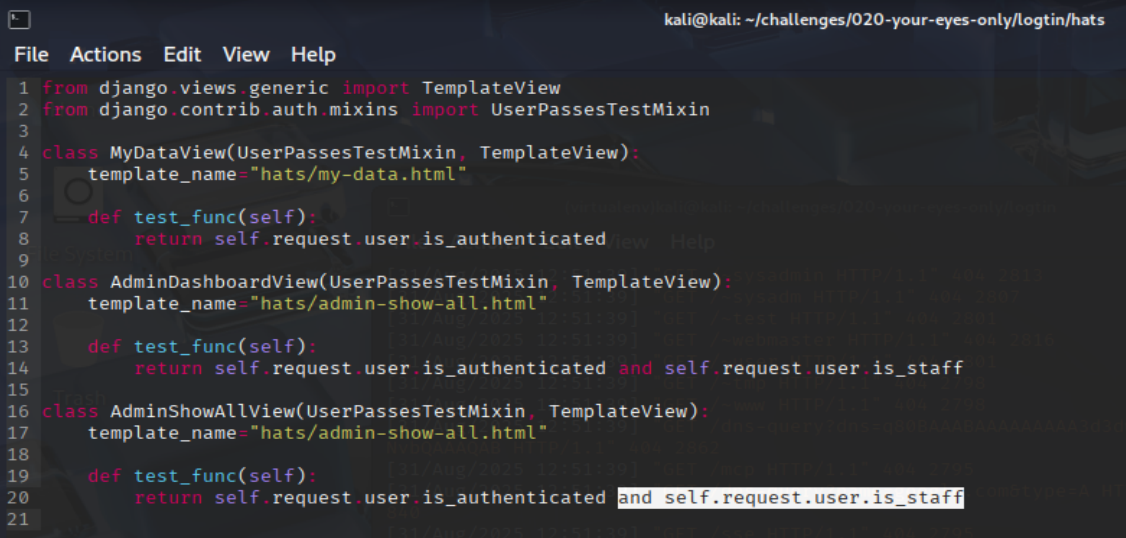 kali@kali: ~/challenges/020-your-eyes-only/logtin/hats
File Actions Edit View Help
1 from django.views.generic import TemplateView
2 from django.contrib.auth.mixins import UserPassesTestMixin
3
4 class MyDataView(UserPassesTestMixin, TemplateView):
5     template_name="hats/my-data.html"
6
7     def test_func(self):
8         return self.request.user.is_authenticated
9
10 class AdminDashboardView(UserPassesTestMixin, TemplateView):
11     template_name="hats/admin-show-all.html"
12
13     def test_func(self):
14         return self.request.user.is_authenticated and self.request.user.is_staff
15
16 class AdminShowAllView(UserPassesTestMixin, TemplateView):
17     template_name="hats/admin-show-all.html"
18
19     def test_func(self):
20         return self.request.user.is_authenticated and self.request.user.is_staff
21